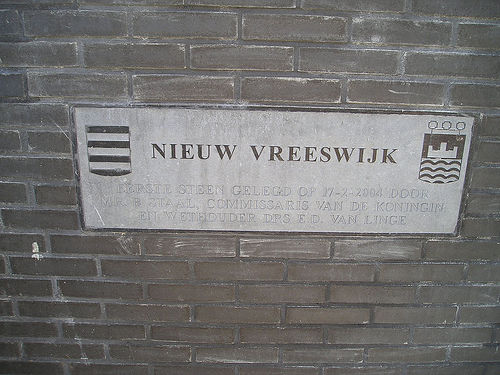 NIEUW VREESWIJK
EERSTE STEEN GELEGD OP 17-2-2004 DOOR
MR. B. STAAL, COMMISSARIS VAN DE KONINGIN
EN WETHOUDER DRS E.D. VAN LINGE